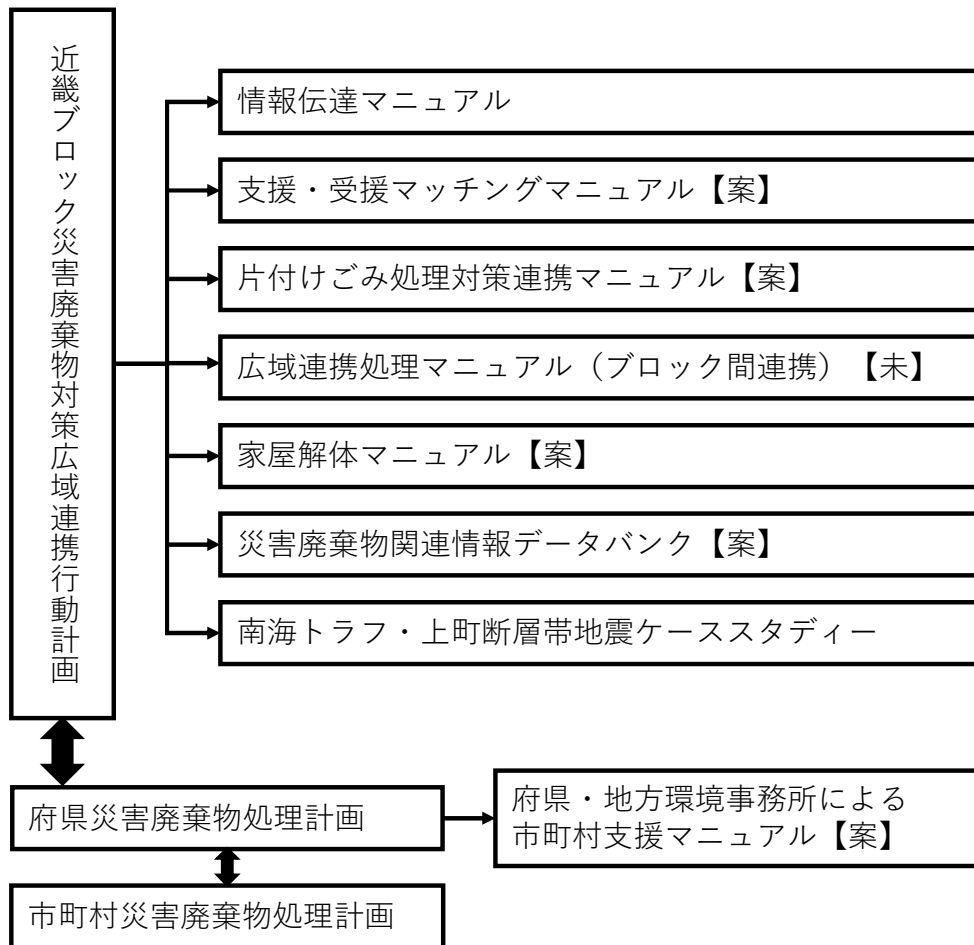 近畿ブロック災害廃棄物対策広域連携行動計画
情報伝達マニュアル
支援・受援マッチングマニュアル【案】
片付けごみ処理対策連携マニュアル【案】
広域連携処理マニュアル（ブロック間連携）【未】
家屋解体マニュアル【案】
災害廃棄物関連情報データバンク【案】
南海トラフ・上町断層帯地震ケーススタディー
府県災害廃棄物処理計画
府県・地方環境事務所による
市町村支援マニュアル【案】
市町村災害廃棄物処理計画